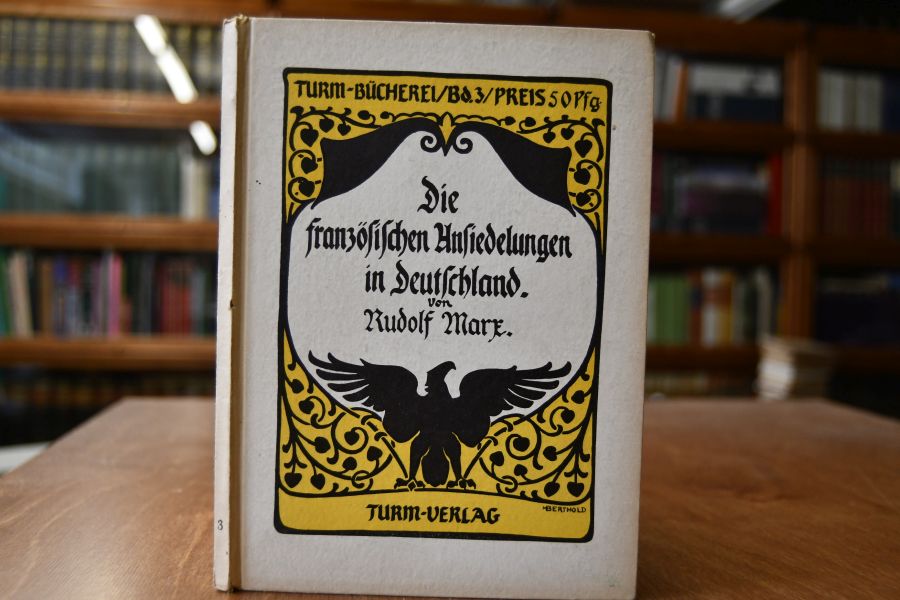 TURM-BÜCHEREI/Bd.3/PREIS 50 Pfg.
Die
französischen Ansiedelungen
in Deutschland.
von
Rudolf Marx.
TURM-VERLAG
H.BERTHOLD
3